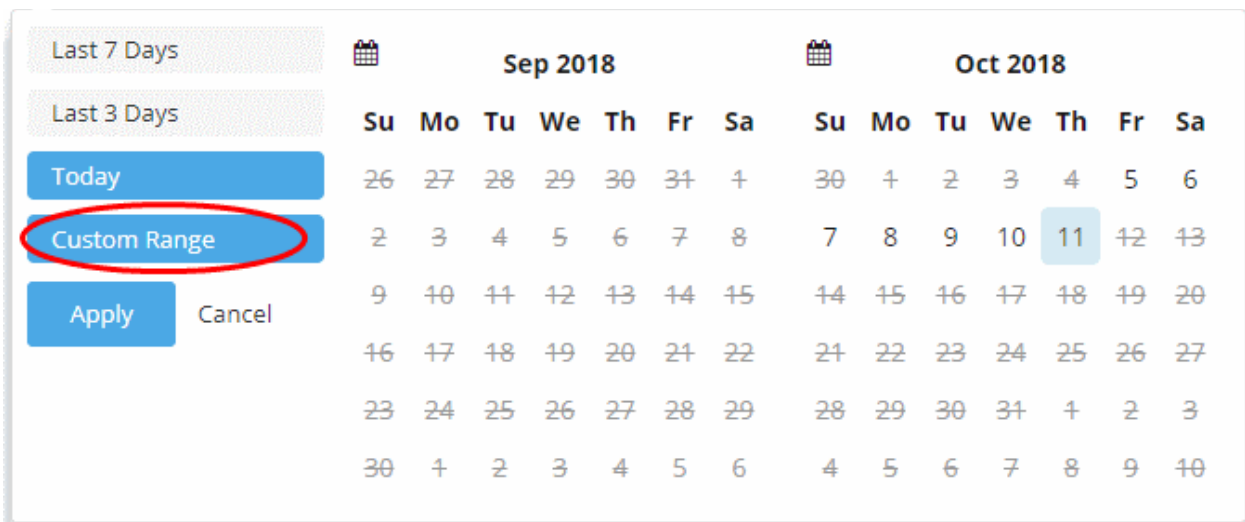 Last 7 Days
Last 3 Days
Today
Custom Range
Apply Cancel
Sep 2018
Su Mo Tu We Th Fr Sa
26 27 28 29 30 31 1
2 3 4 5 6 7 8
9 10 11 12 13 14 15
16 17 18 19 20 21 22
23 24 25 26 27 28 29
30 1 2 3 4 5 6
Oct 2018
Su Mo Tu We Th Fr Sa
30 1 2 3 4 5 6
7 8 9 10 11 12 13
14 15 16 17 18 19 20
21 22 23 24 25 26 27
28 29 30 31 1 2 3
4 5 6 7 8 9 10